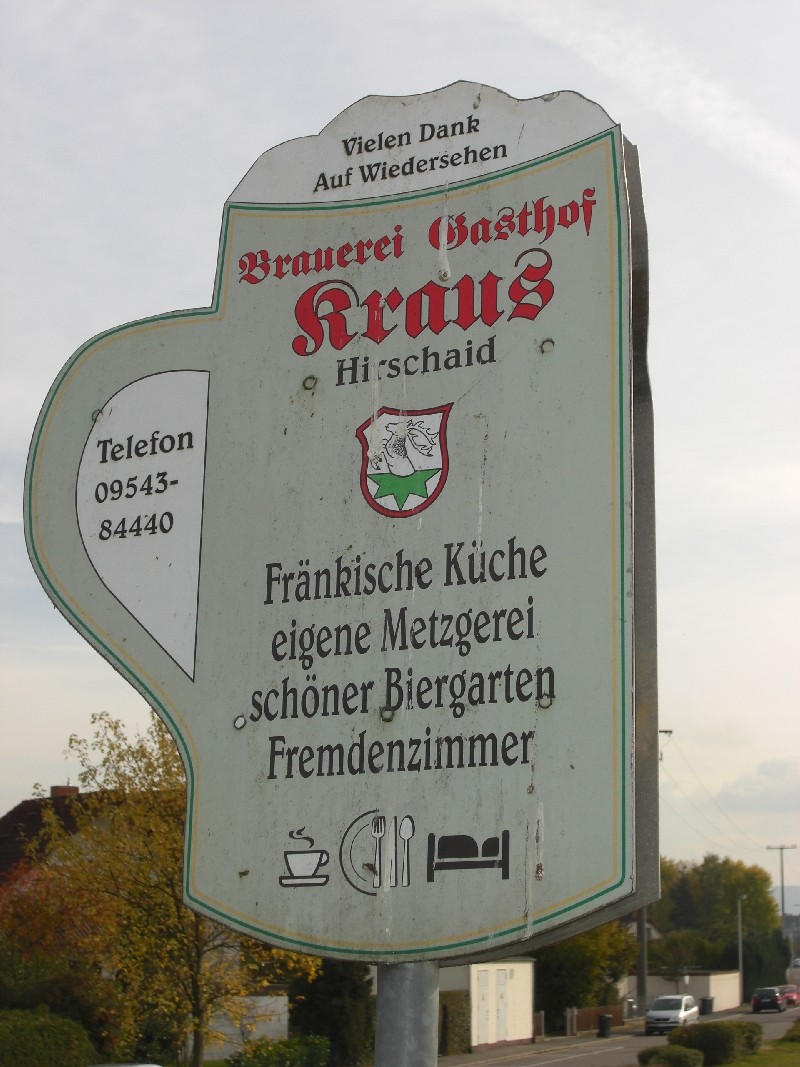 Vielen Dank
Auf Wiedersehen
Brauerei Gasthof
Kraus
Hirschaid
Telefon
09543-
84440
Fränkische Küche
eigene Metzgerei
schöner Biergarten
Fremdenzimmer